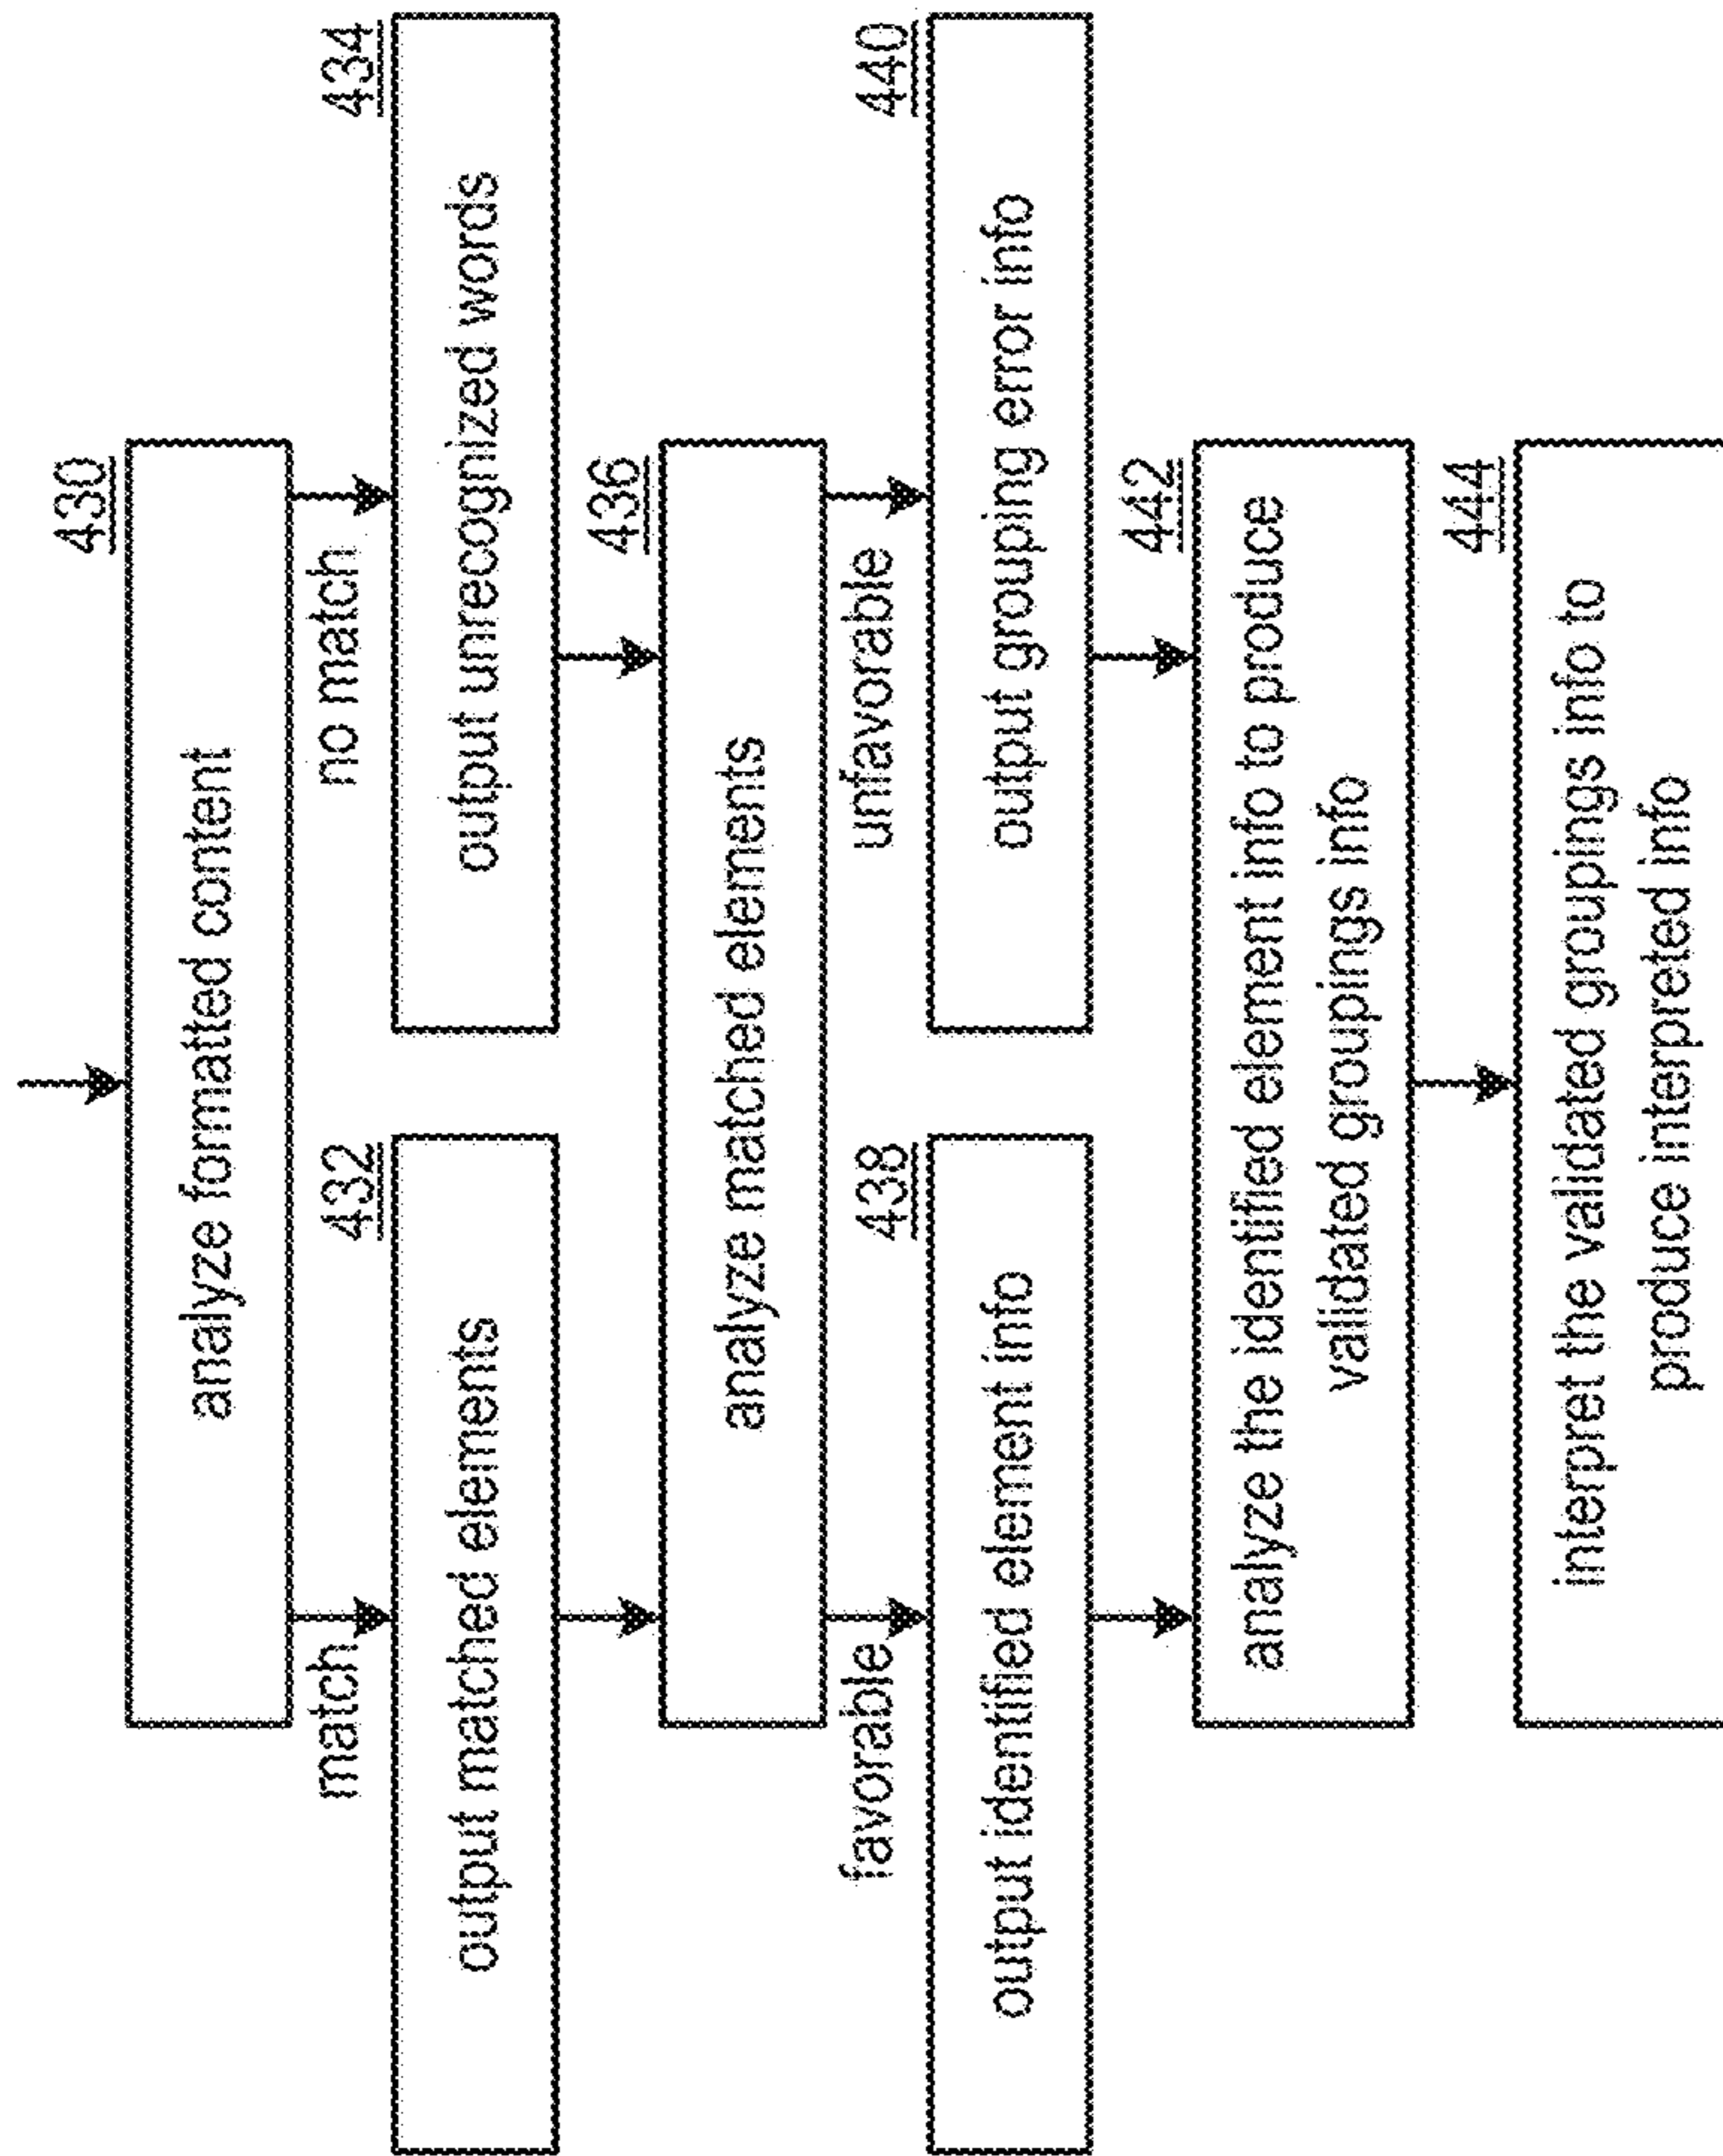 430
analyze formatted content
match
no match
432
434
output matched elements
output unrecognized words
436
analyze matched elements
favorable
unfavorable
438
440
output identified element info
output grouping error info
442
analyze the identified element info to produce
validated groupings info
444
interpret the validated groupings info to
produce interpreted info